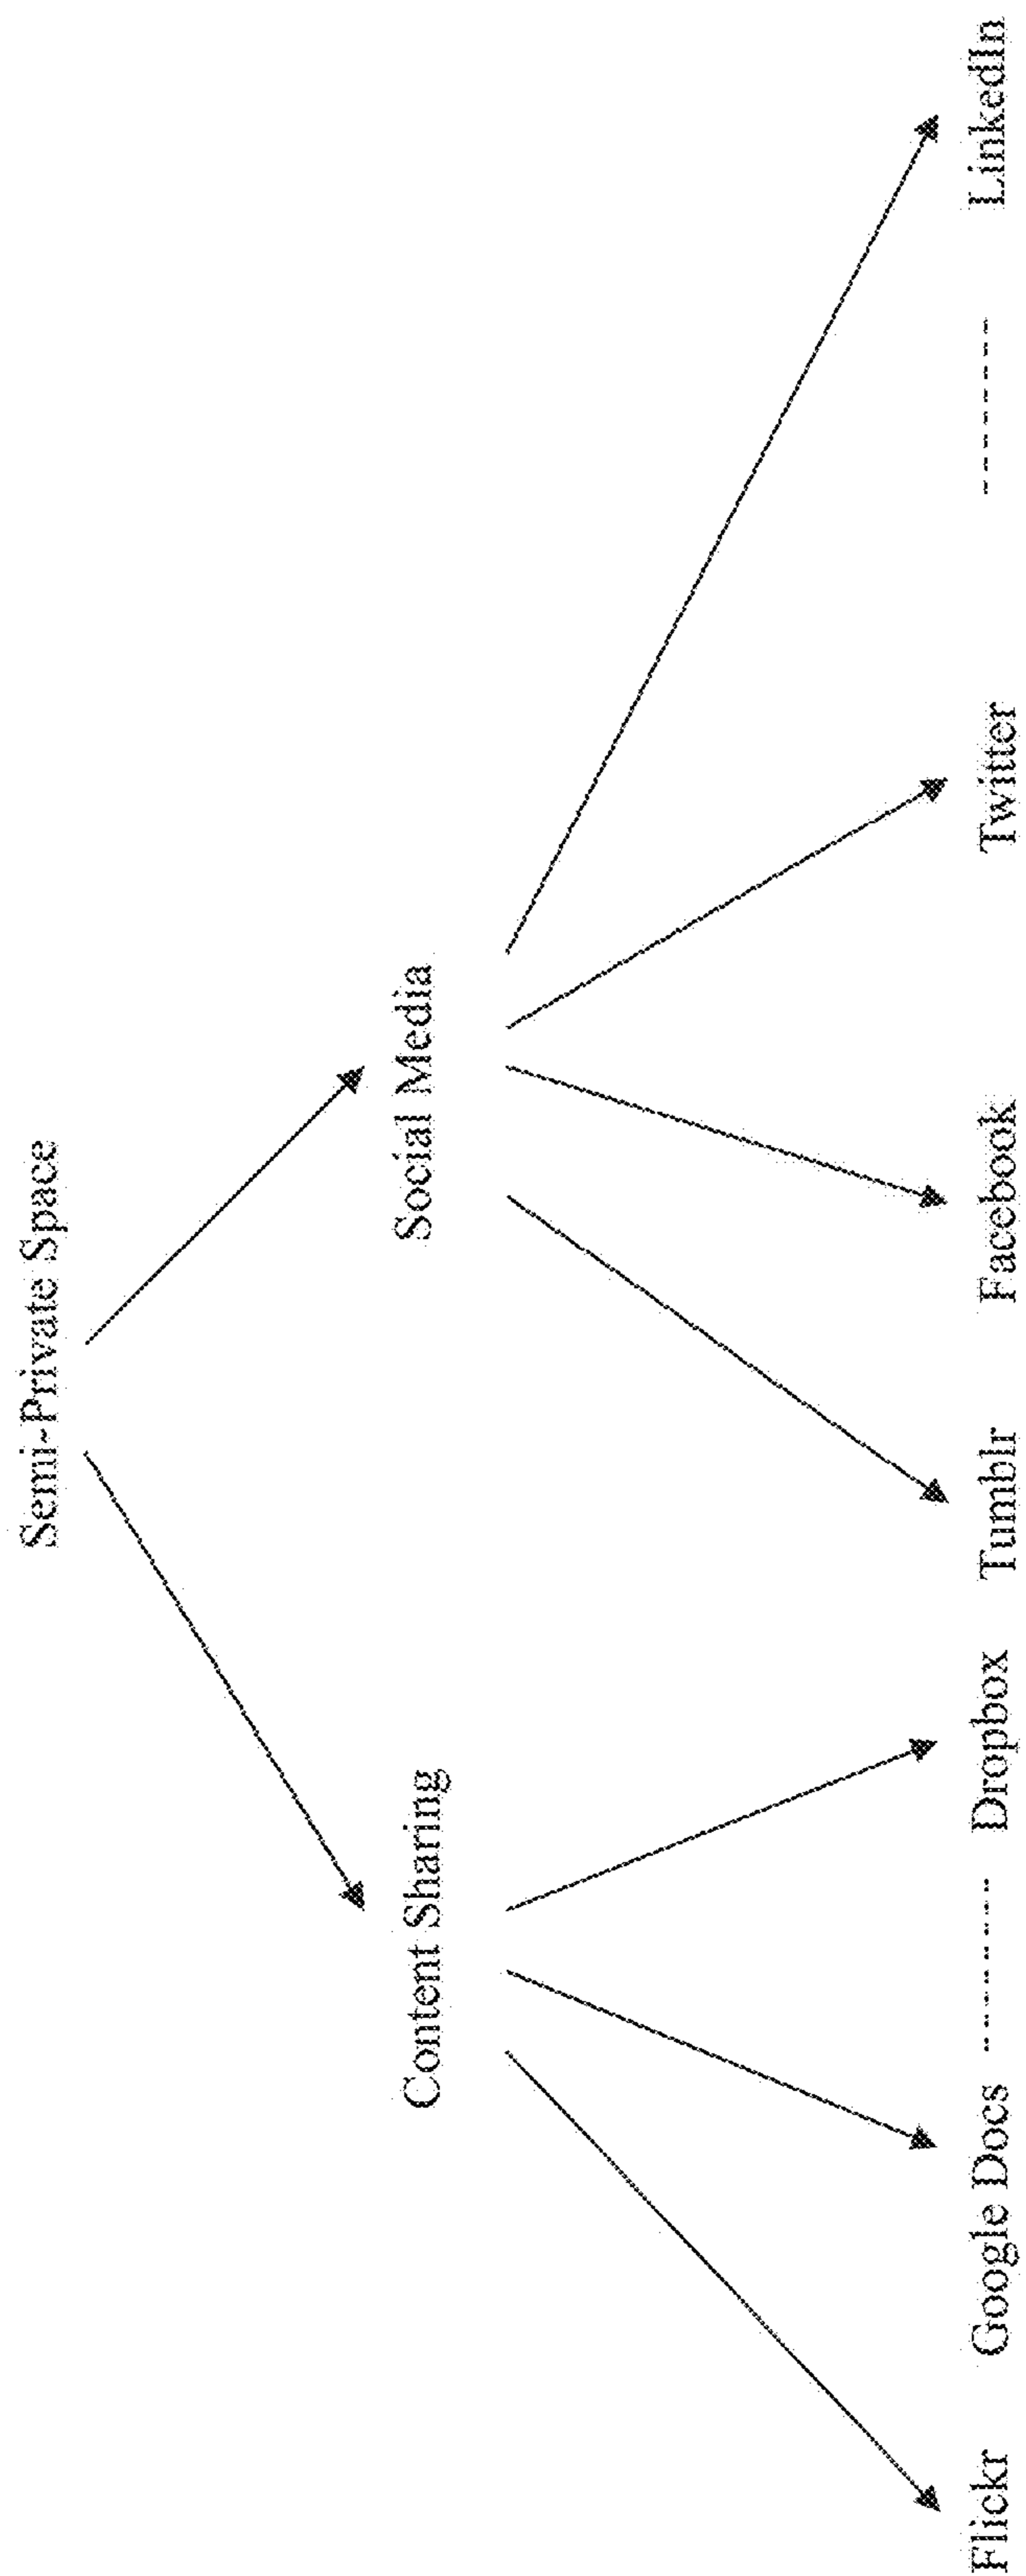 Semi-Private Space
Content Sharing
Social Media
Flickr
Google Docs
---------
Dropbox
Tumblr
Facebook
Twitter
--------
LinkedIn